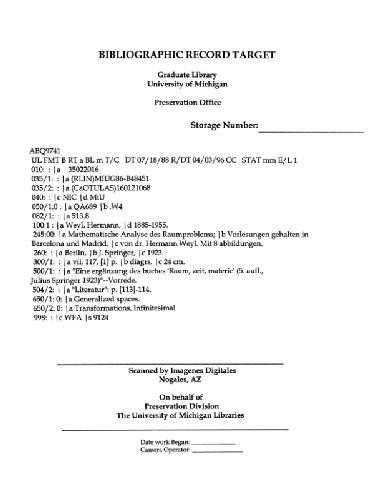 BIBLIOGRAPHIC RECORD TARGET
Graduate Library
University of Michigan
Preservation Office
Storage Number:
ABQ9741
UL FMT B RT a BL m T/C DT 07/18/88 R/DT 04/03/96 CC STAT mm E/L 1
010: : |a 35022016
035/1: : |a (RLIN)MIUG86-B48451
035/2: : |a (CaOTULAS)160121068
040: : |c NIC |d MiU
050/1:0 : |a QA689 |b .W4
082/1: : |a 513.8
100:1 : |a Weyl, Hermann, |d 1885-1955.
245:00: |a Mathematische Analyse des Raumproblems; |b Vorlesungen gehalten in
Barcelona und Madrid, |c von dr. Hermann Weyl. Mit 8 abbildungen.
260: : |a Berlin, |b J. Springer, |c 1923.
300/1: : |a vii, 117, [1] p. |b diagrs. |c 24 cm.
500/1: : |a "Eine ergänzung des buches 'Raum, zeit, materie' (5. aufl.,
Julius Springer 1923)"--Vorrede.
504/2: : |a "Literatur": p. [113]-114.
650/1: 0: |a Generalized spaces.
650/2: 0: |a Transformations, Infinitesimal
998: : |c WFA |s 9124
Scanned by Imagenes Digitales
Nogales, AZ
On behalf of
Preservation Division
The University of Michigan Libraries
Date work Began:
Camera Operator: